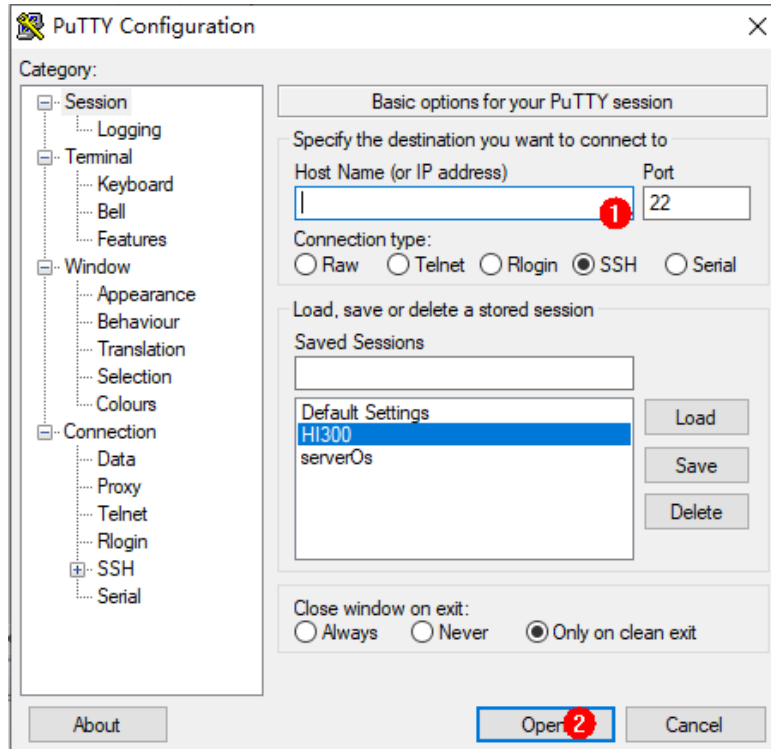 PuTTY Configuration
Category:
Session
Logging
Terminal
Keyboard
Bell
Features
Window
Appearance
Behaviour
Translation
Selection
Colours
Connection
Data
Proxy
Telnet
Rlogin
SSH
Serial
Basic options for your PuTTY session
Specify the destination you want to connect to
Host Name (or IP address) Port
1 22
Connection type:
Raw Telnet Rlogin SSH Serial
Load, save or delete a stored session
Saved Sessions
Default Settings
HI300
serverOs
Load
Save
Delete
Close window on exit:
Always Never Only on clean exit
About Open 2 Cancel